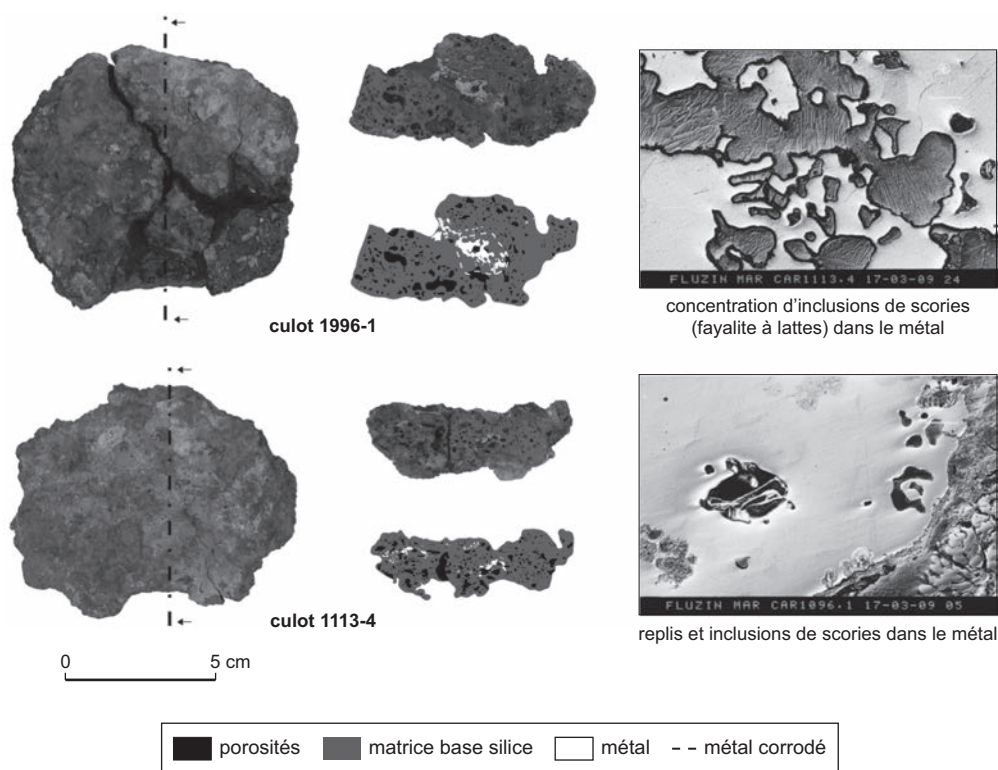 culot 1996-1
FLUZIN MAR CAR1113.4 17-03-09 24
concentration d'inclusions de scories
(fayalite à lattes) dans le métal
culot 1113-4
FLUZIN MAR CAR1096.1 17-03-09 05
replis et inclusions de scories dans le métal
0 5 cm
porosités matrice base silice métal métal corrodé